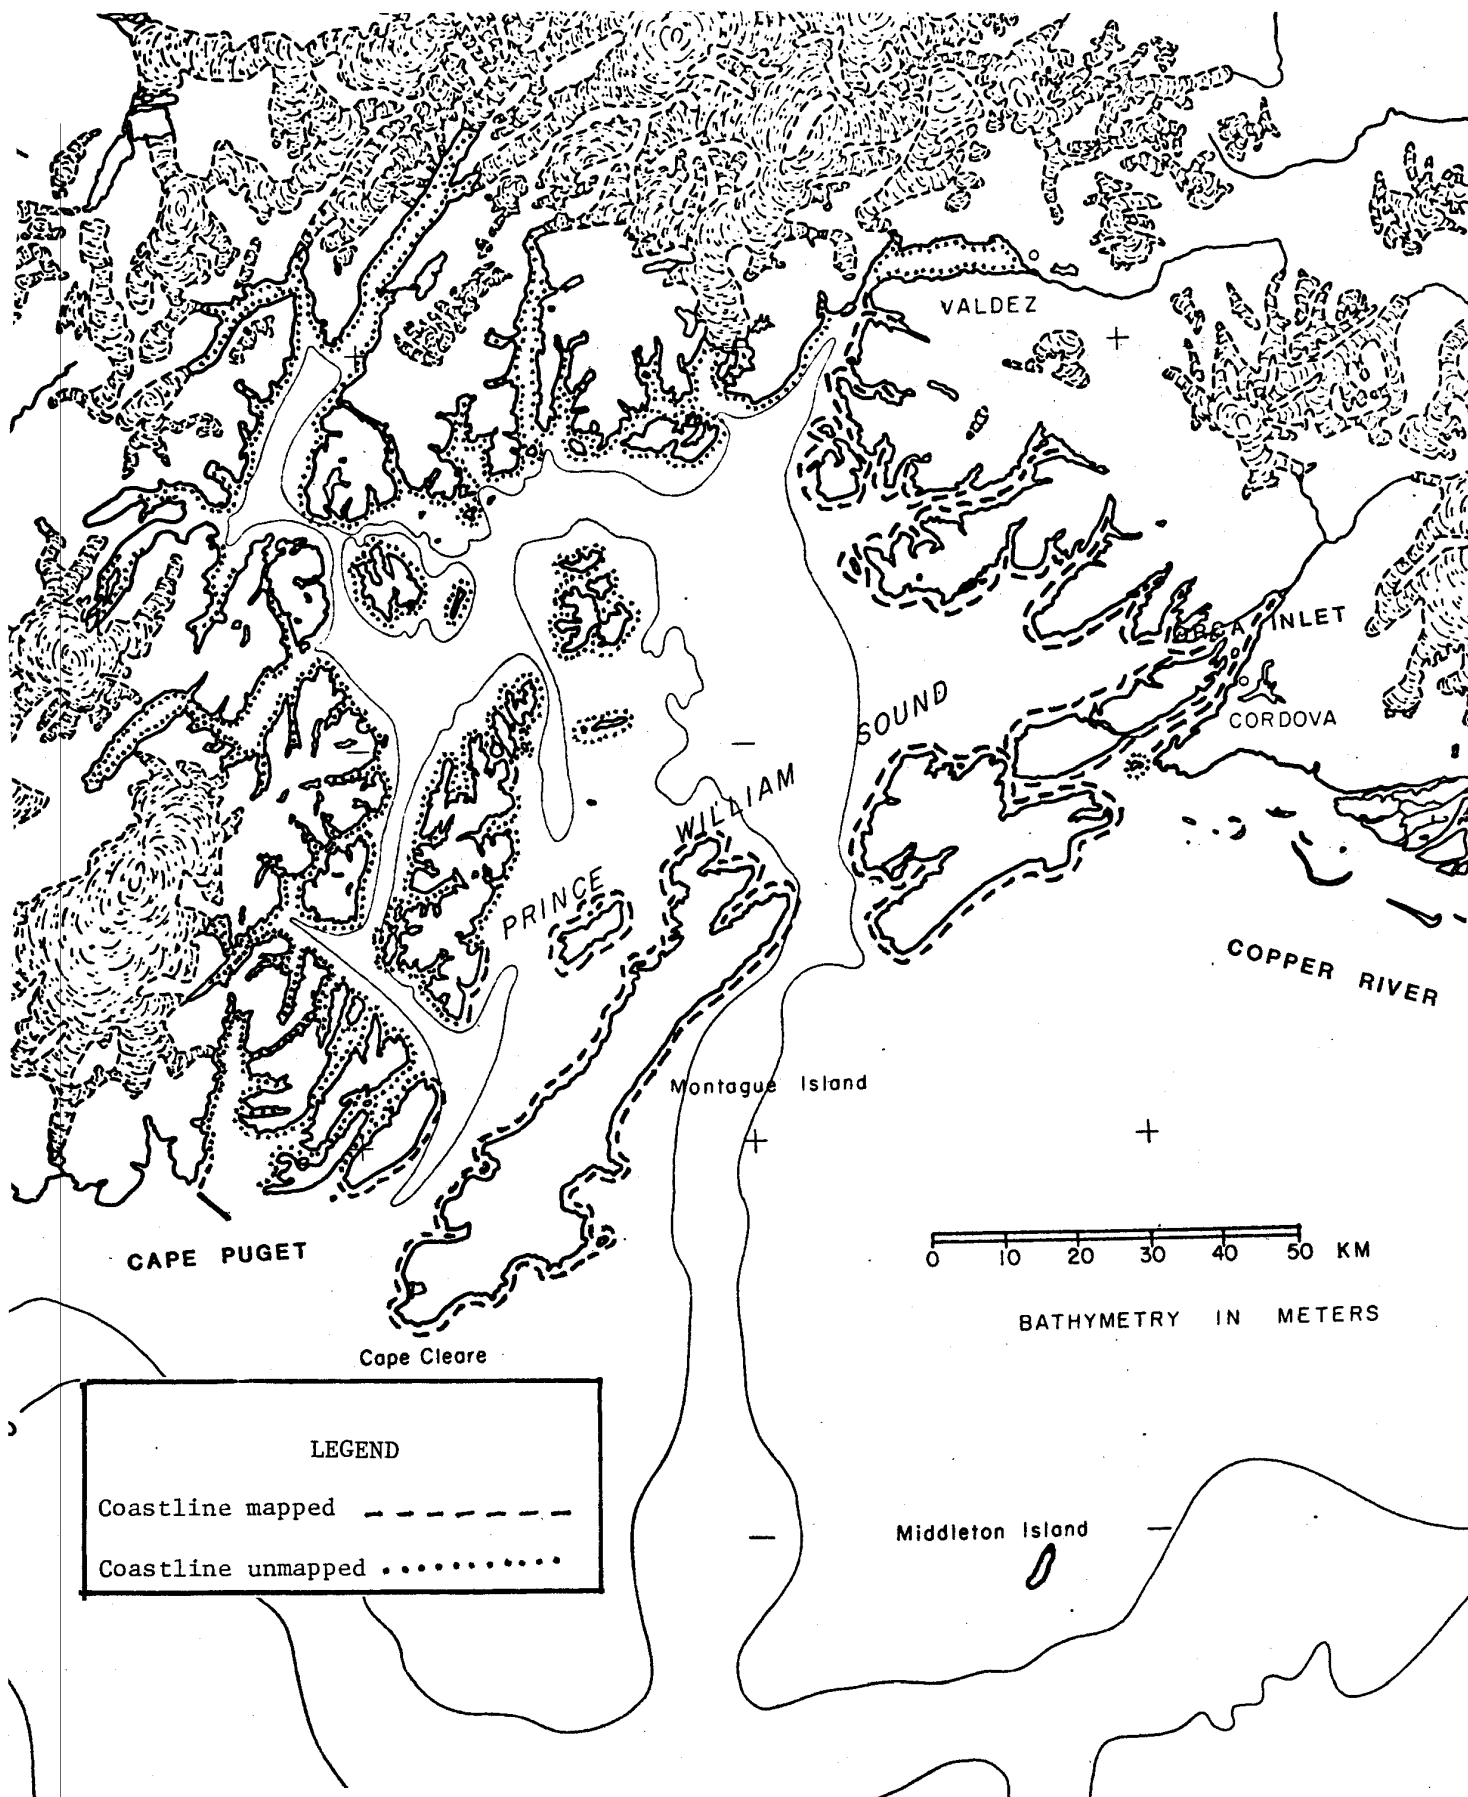 VALDEZ
ORCA INLET
SOUND
CORDOVA
WILLIAM
PRINCE
COPPER RIVER
Montague Island
0 10 20 30 40 50 KM
CAPE PUGET
BATHYMETRY IN METERS
Cape Cleare
LEGEND
Coastline mapped
Middleton Island
Coastline unmapped